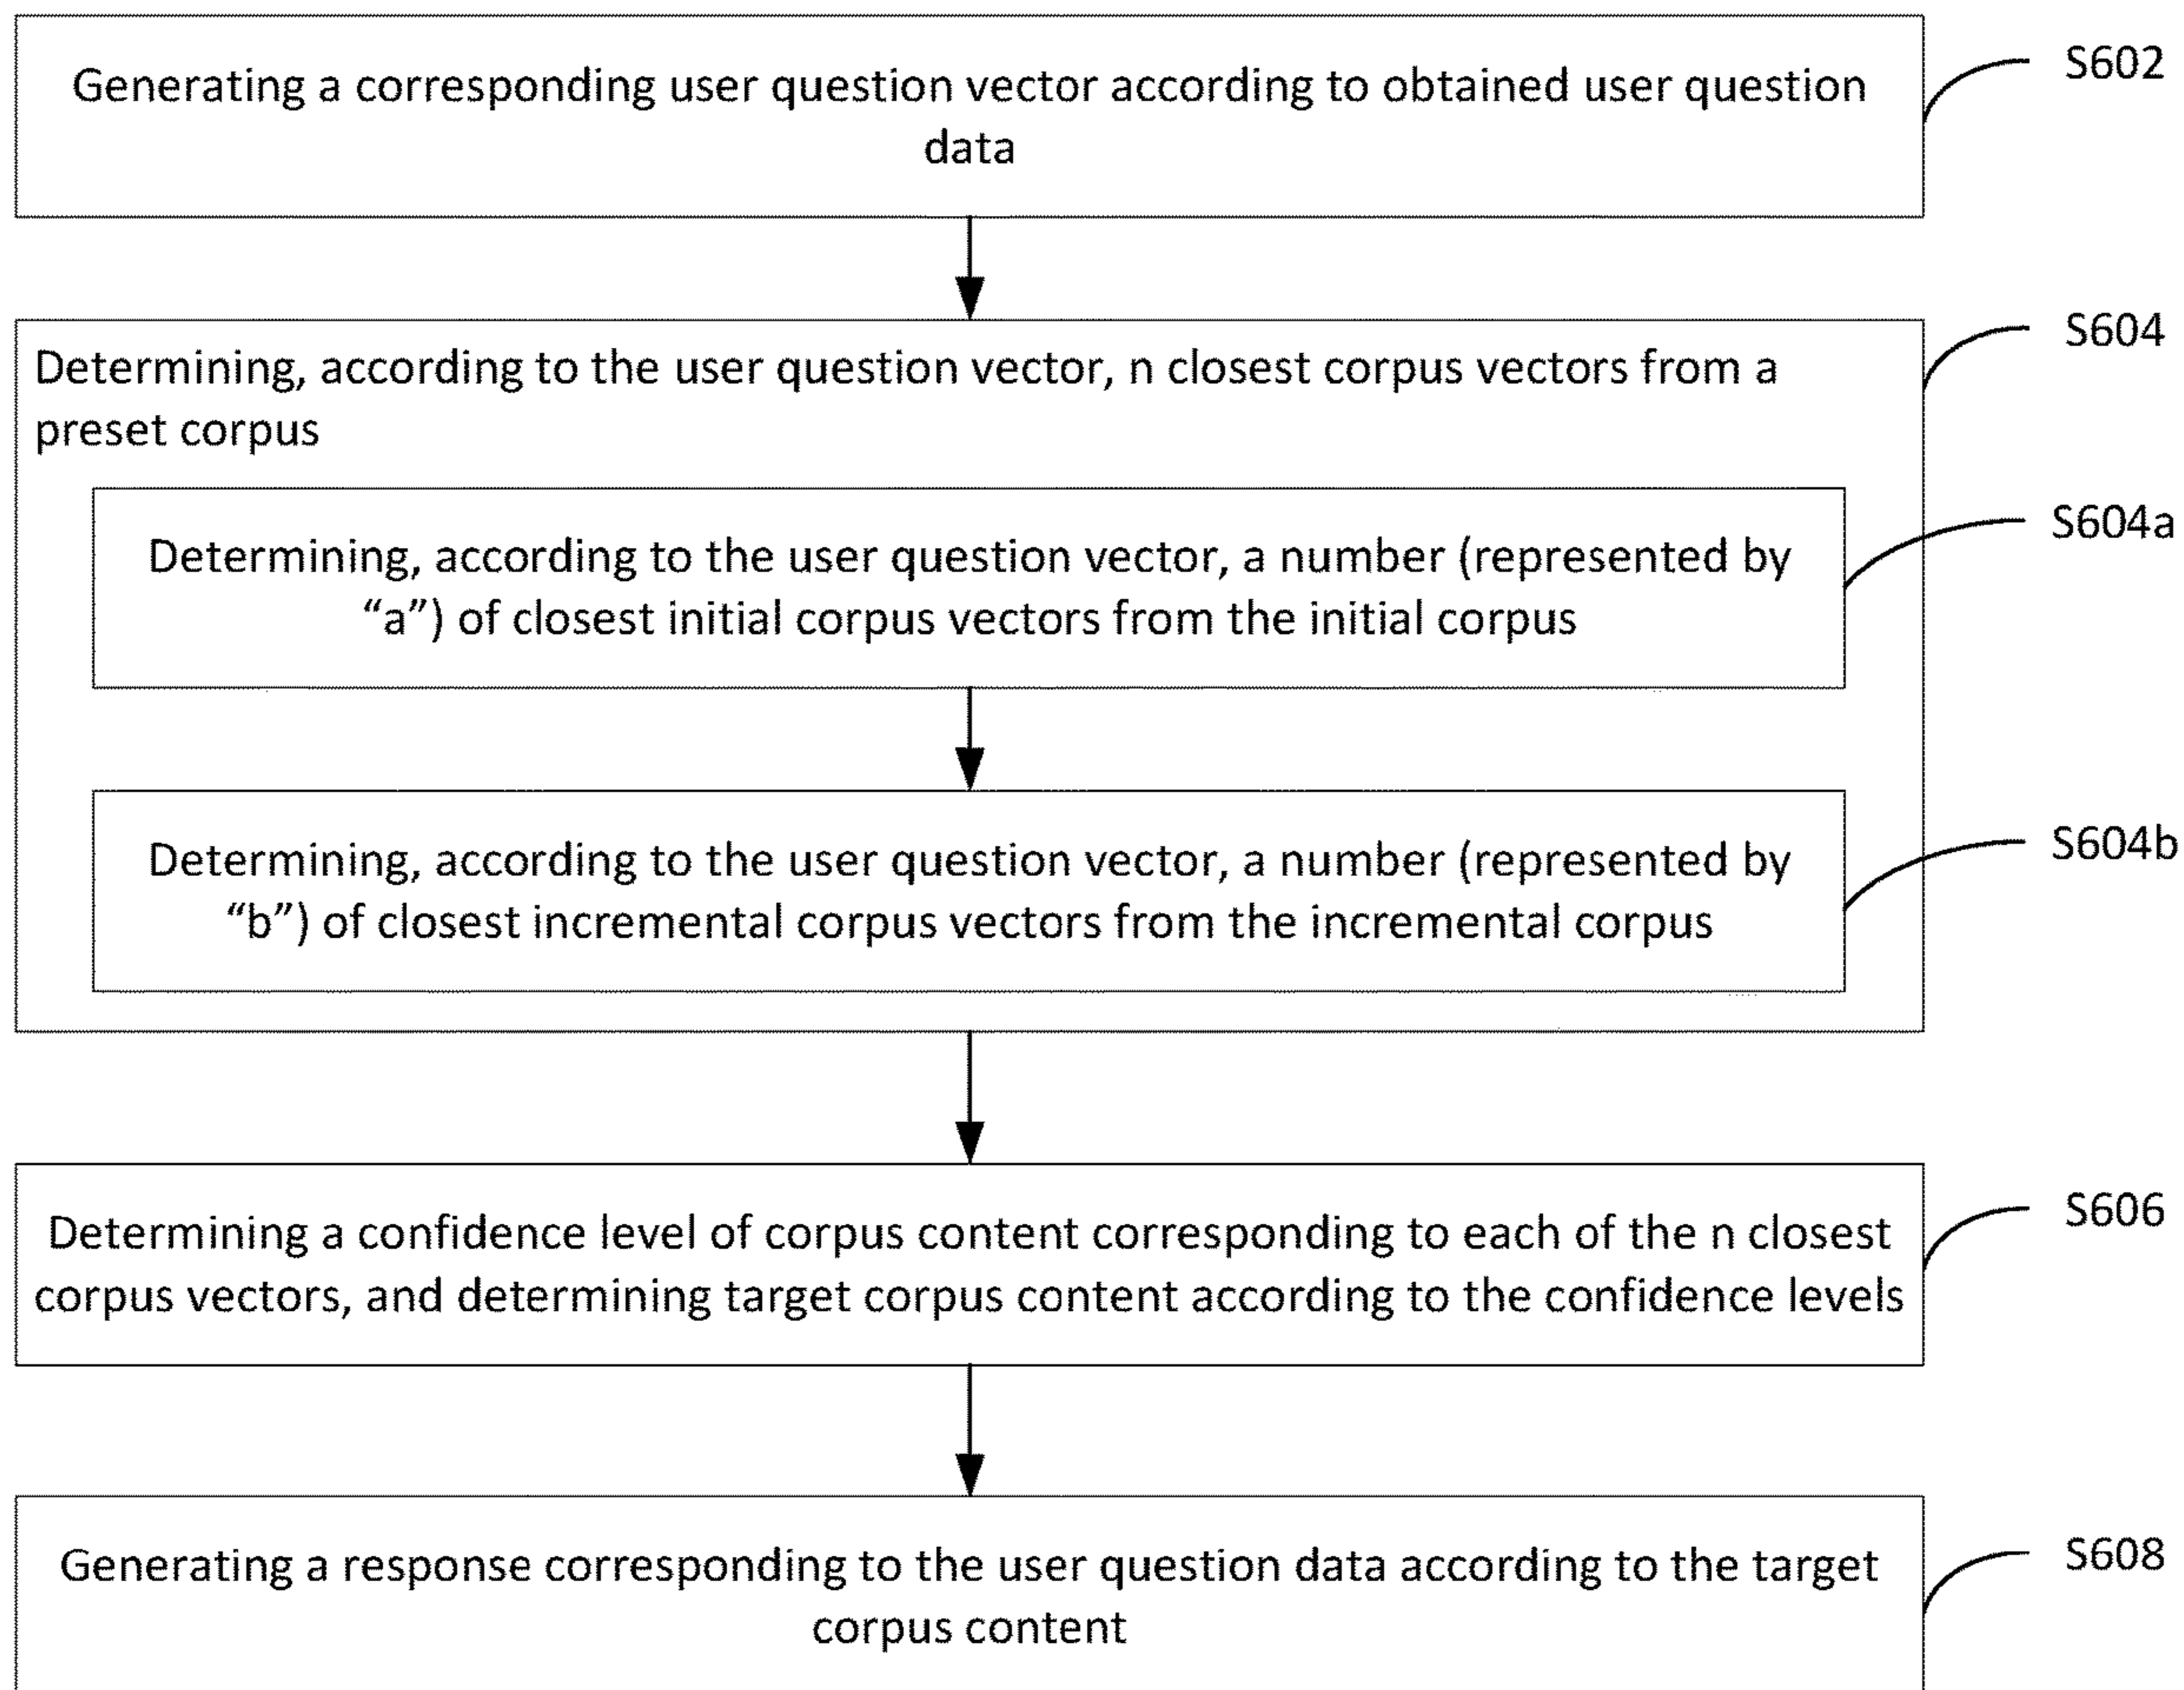 Generating a corresponding user question vector according to obtained user question
data
S602
Determining, according to the user question vector, n closest corpus vectors from a
preset corpus
S604
Determining, according to the user question vector, a number (represented by
“a”) of closest initial corpus vectors from the initial corpus
S604a
Determining, according to the user question vector, a number (represented by
“b”) of closest incremental corpus vectors from the incremental corpus
S604b
Determining a confidence level of corpus content corresponding to each of the n closest
corpus vectors, and determining target corpus content according to the confidence levels
S606
Generating a response corresponding to the user question data according to the target
corpus content
S608